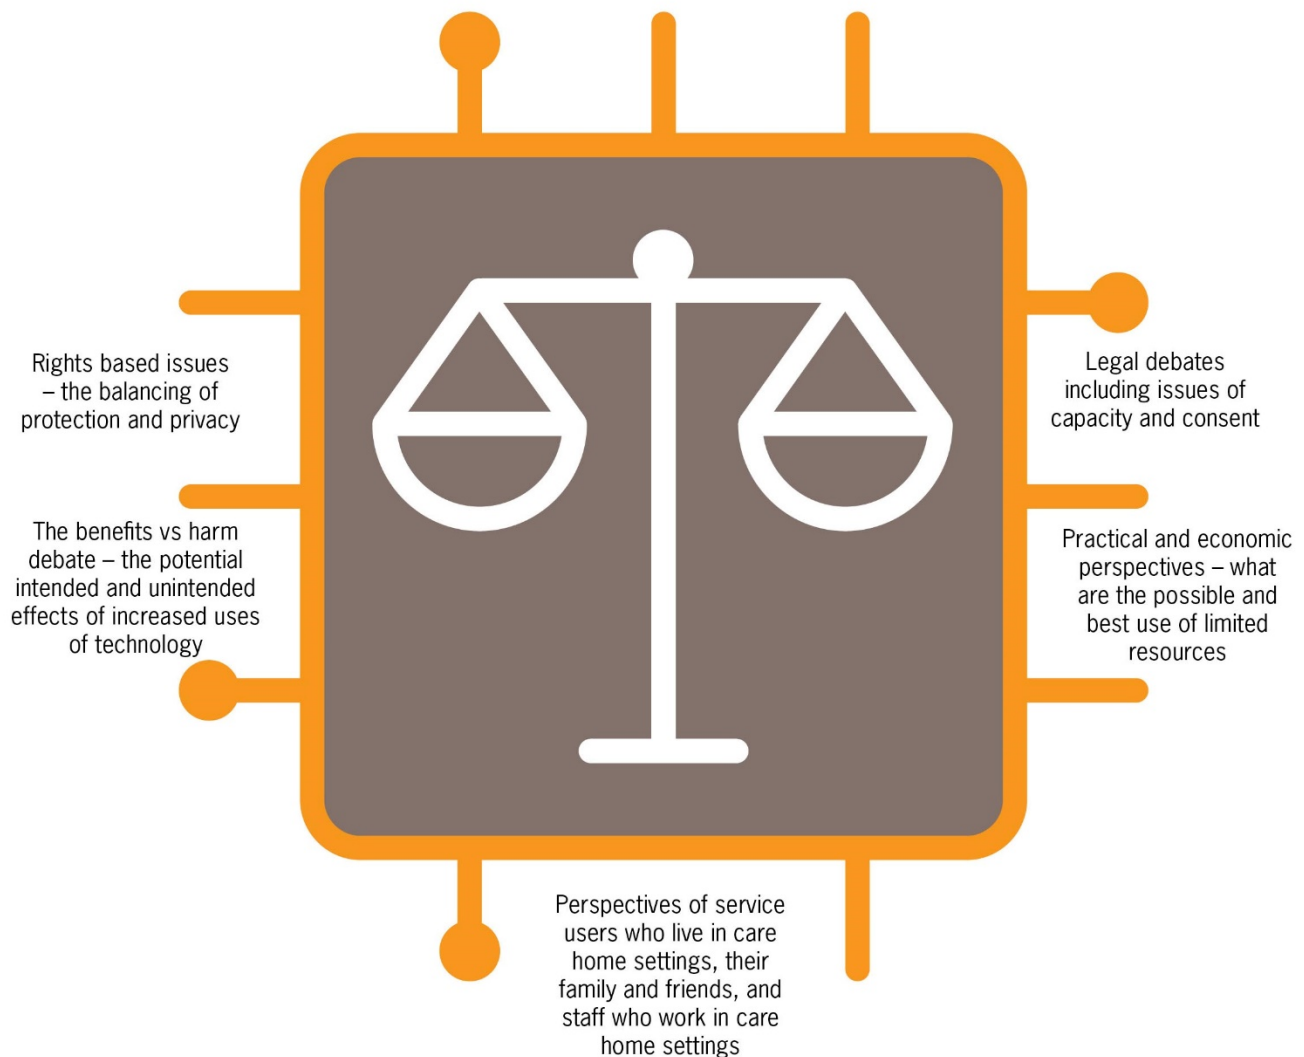 Rights based issues
– the balancing of
protection and privacy
Legal debates
including issues of
capacity and consent
The benefits vs harm
debate – the potential
intended and unintended
effects of increased uses
of technology
Practical and economic
perspectives – what
are the possible and
best use of limited
resources
Perspectives of service
users who live in care
home settings, their
family and friends, and
staff who work in care
home settings